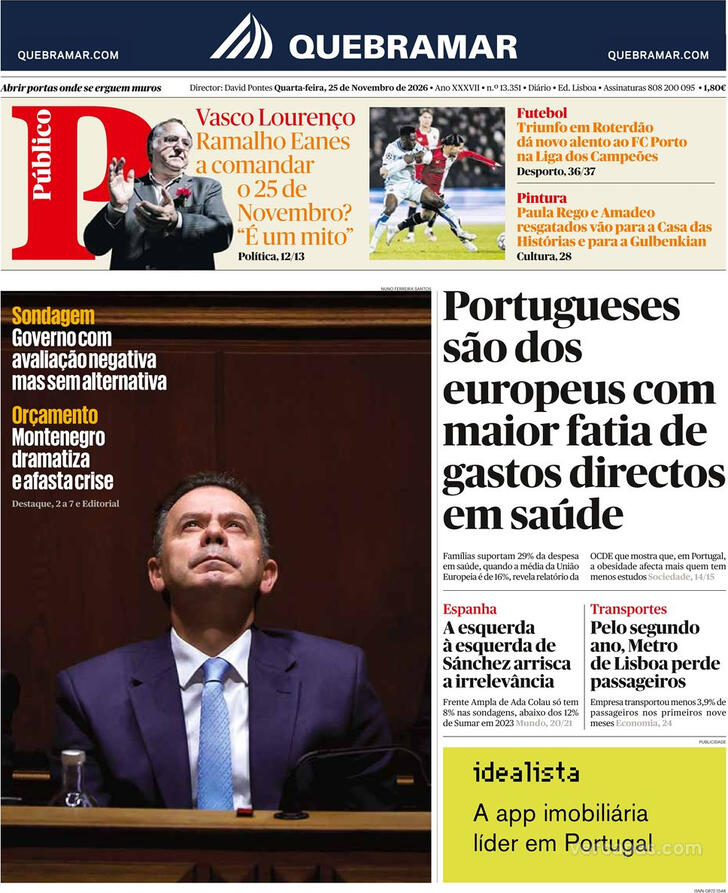 QUEBRAMAR.COM
QUEBRAMAR
QUEBRAMAR.COM
Abrir portas onde se erguem muros
Director: David Pontes Quarta-feira, 25 de Novembro de 2026 • Ano XXXVII • n.º 13.351 • Diário • Ed. Lisboa • Assinaturas 808 200 095 • 1,80€
Público
P
Vasco Lourenço
Ramalho Eanes
a comandar
o 25 de
Novembro?
“É um mito”
Política, 12/13
Futebol
Triunfo em Roterdão
dá novo alento ao FC Porto
na Liga dos Campeões
Desporto, 36/37
Pintura
Paula Rego e Amadeo
resgatados vão para a Casa das
Histórias e para a Gulbenkian
Cultura, 28
NUNO FERREIRA SANTOS
Sondagem
Governo com
avaliação negativa
mas sem alternativa
Orçamento
Montenegro
dramatiza
e afasta crise
Destaque, 2 a 7 e Editorial
Portugueses
são dos
europeus com
maior fatia de
gastos directos
em saúde
Famílias suportam 29% da despesa
em saúde, quando a média da União
Europeia é de 16%, revela relatório da
OCDE que mostra que, em Portugal,
a obesidade afecta mais quem tem
menos estudos Sociedade, 14/15
Espanha
A esquerda
à esquerda de
Sánchez arrisca
a irrelevância
Frente Ampla de Ada Colau só tem
8% nas sondagens, abaixo dos 12%
de Sumar em 2023 Mundo, 20/21
Transportes
Pelo segundo
ano, Metro
de Lisboa perde
passageiros
Empresa transportou menos 3,9% de
passageiros nos primeiros nove
meses Economia, 24
PUBLICIDADE
idealista
A app imobiliária
líder em Portugal
vercapas.com
ISNN: 0872-1548